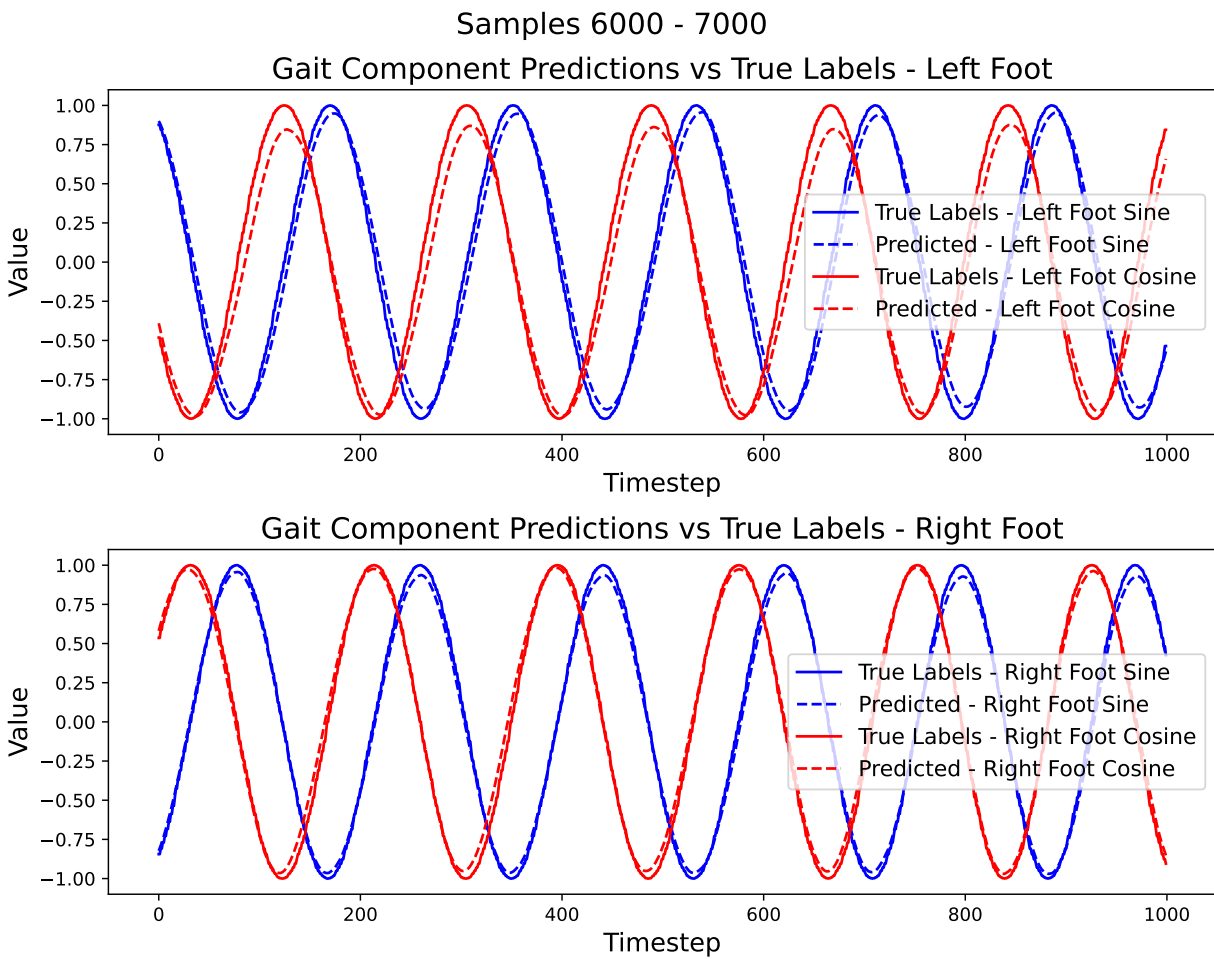 Samples 6000 - 7000
Gait Component Predictions vs True Labels - Left Foot
1.00
0.75
0.50
0.25
0.00
−0.25
−0.50
−0.75
−1.00
Value
True Labels - Left Foot Sine
Predicted - Left Foot Sine
True Labels - Left Foot Cosine
Predicted - Left Foot Cosine
0 200 400 600 800 1000
Timestep
Gait Component Predictions vs True Labels - Right Foot
1.00
0.75
0.50
0.25
0.00
−0.25
−0.50
−0.75
−1.00
Value
True Labels - Right Foot Sine
Predicted - Right Foot Sine
True Labels - Right Foot Cosine
Predicted - Right Foot Cosine
0 200 400 600 800 1000
Timestep